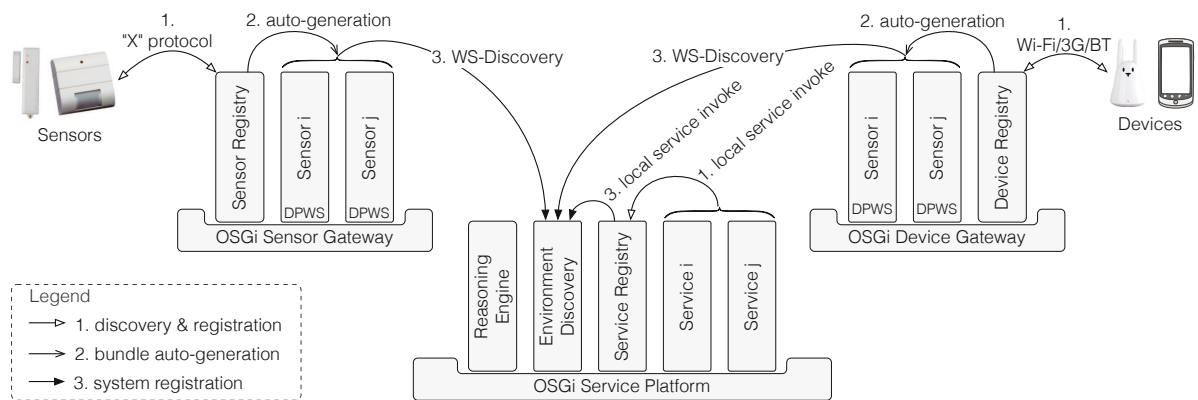 1.
"X" protocol
2. auto-generation
3. WS-Discovery
3. WS-Discovery
2. auto-generation
1.
Wi-Fi/3G/BT
Sensors
Sensor Registry
Sensor i
Sensor j
DPWS
DPWS
OSGi Sensor Gateway
3. local service invoke
1. local service invoke
Sensor i
Sensor j
DPWS
DPWS
Device Registry
OSGi Device Gateway
Devices
Reasoning
Engine
Environment
Discovery
Service Registry
Service i
Service j
OSGi Service Platform
Legend
1. discovery & registration
2. bundle auto-generation
3. system registration